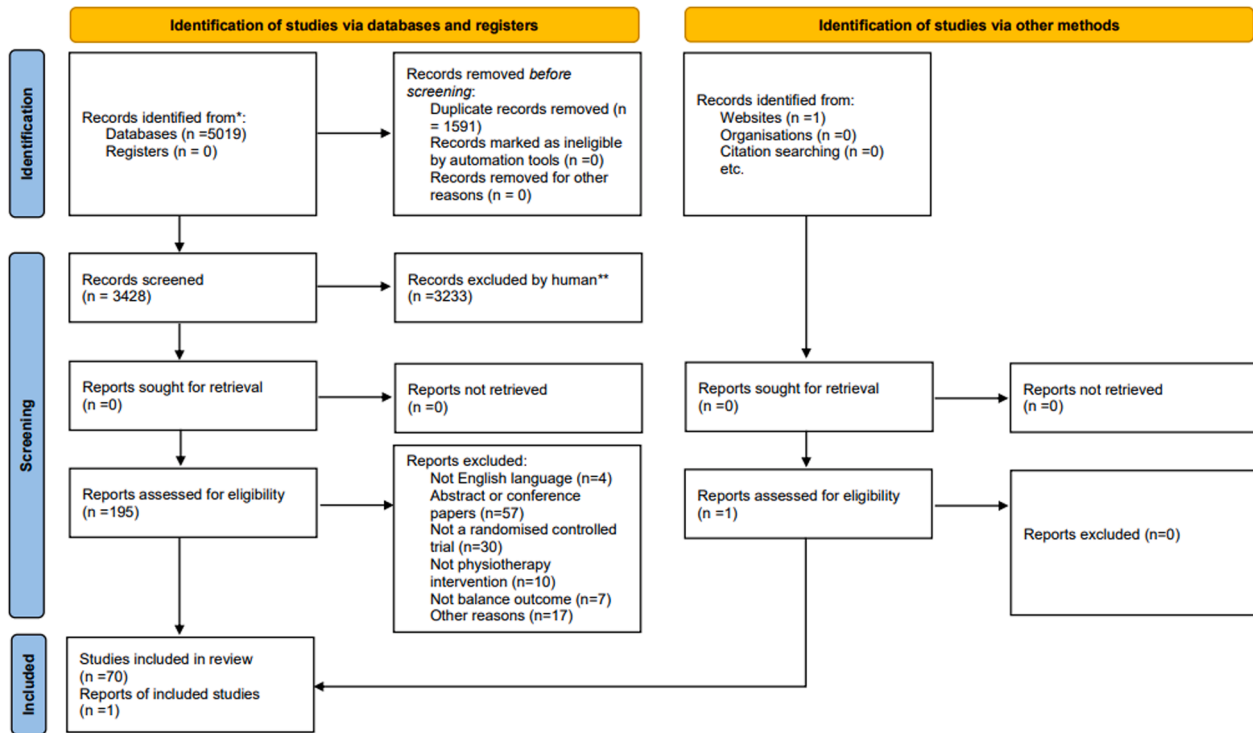 Identification of studies via databases and registers
Identification of studies via other methods
Identification
Records identified from*:
Databases (n =5019)
Registers (n = 0)
Records removed before
screening:
Duplicate records removed (n
= 1591)
Records marked as ineligible
by automation tools (n =0)
Records removed for other
reasons (n = 0)
Records identified from:
Websites (n =1)
Organisations (n =0)
Citation searching (n =0)
etc.
Screening
Records screened
(n = 3428)
Records excluded by human**
(n =3233)
Reports sought for retrieval
(n =0)
Reports not retrieved
(n =0)
Reports sought for retrieval
(n =0)
Reports not retrieved
(n =0)
Reports assessed for eligibility
(n =195)
Reports excluded:
Not English language (n=4)
Abstract or conference
papers (n=57)
Not a randomised controlled
trial (n=30)
Not physiotherapy
intervention (n=10)
Not balance outcome (n=7)
Other reasons (n=17)
Reports assessed for eligibility
(n =1)
Reports excluded (n=0)
Included
Studies included in review
(n =70)
Reports of included studies
(n =1)